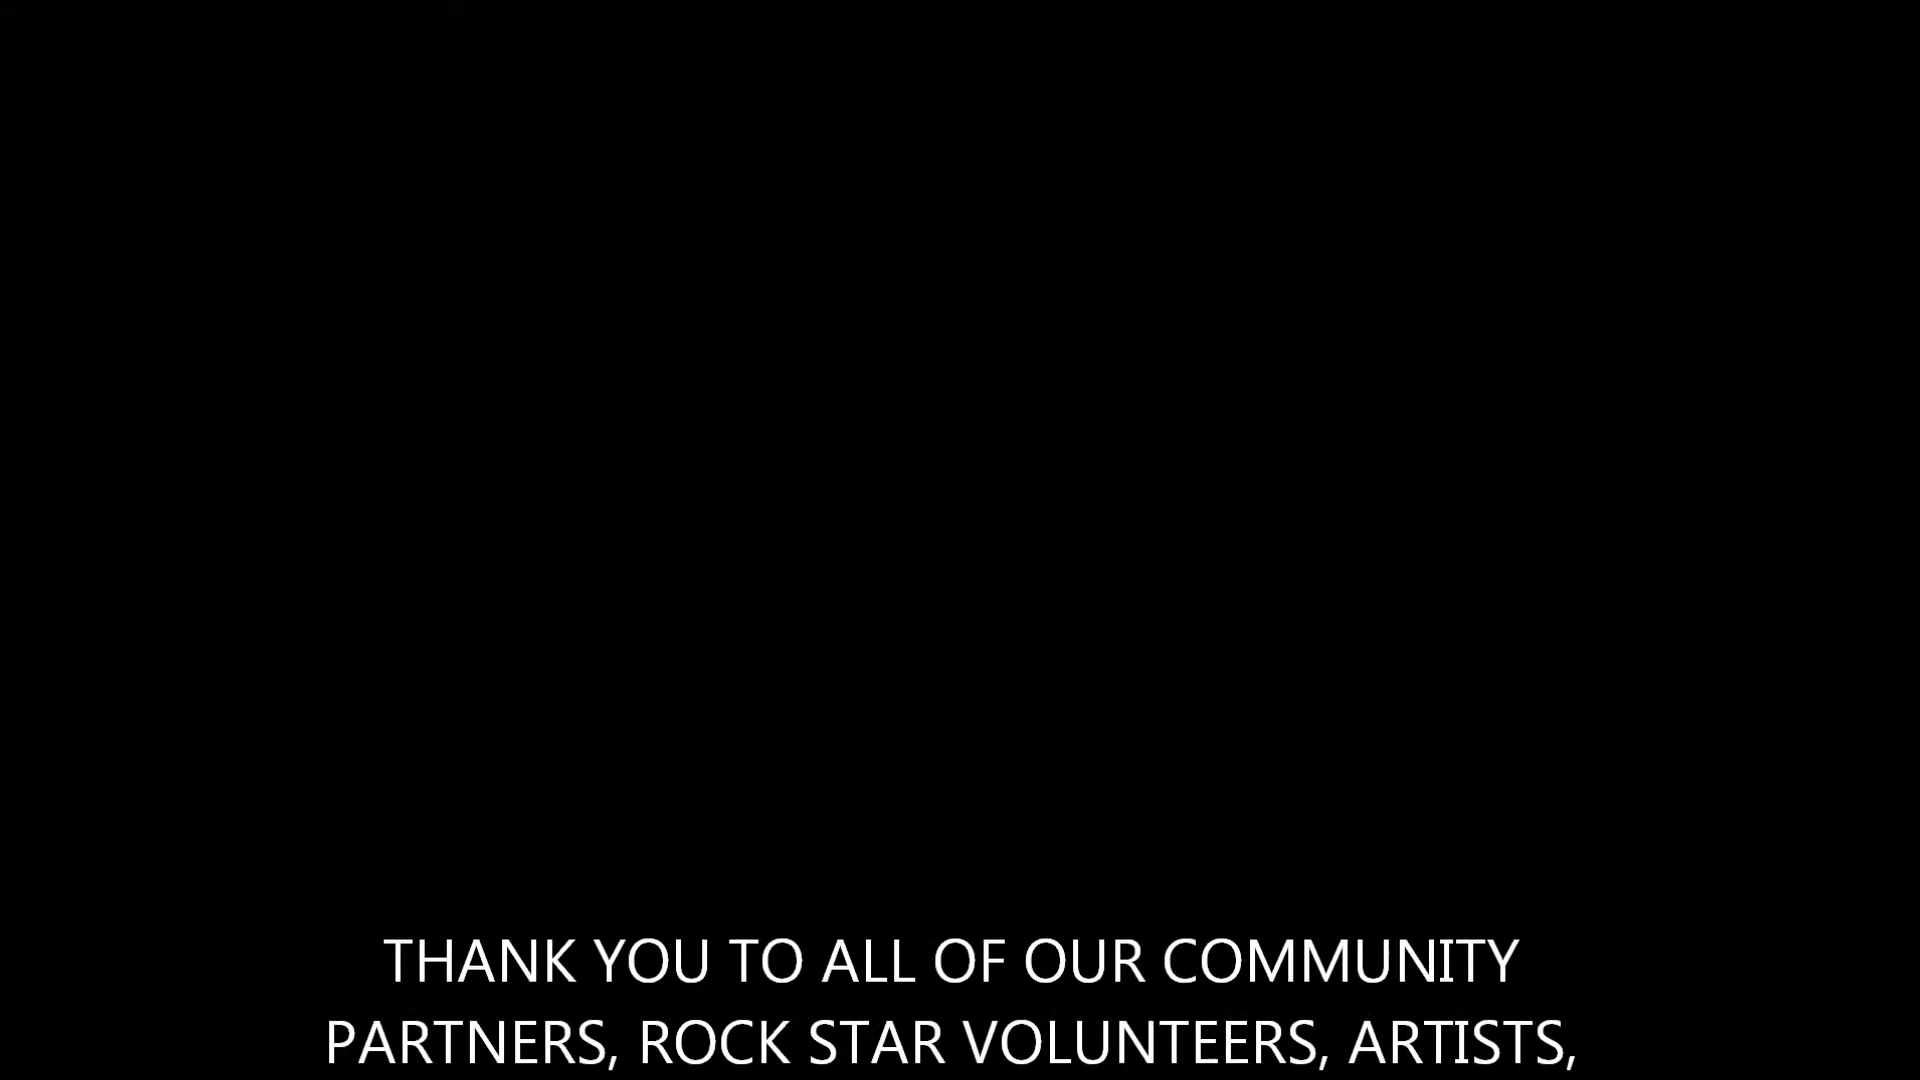 THANK YOU TO ALL OF OUR COMMUNITY
PARTNERS, ROCK STAR VOLUNTEERS, ARTISTS,